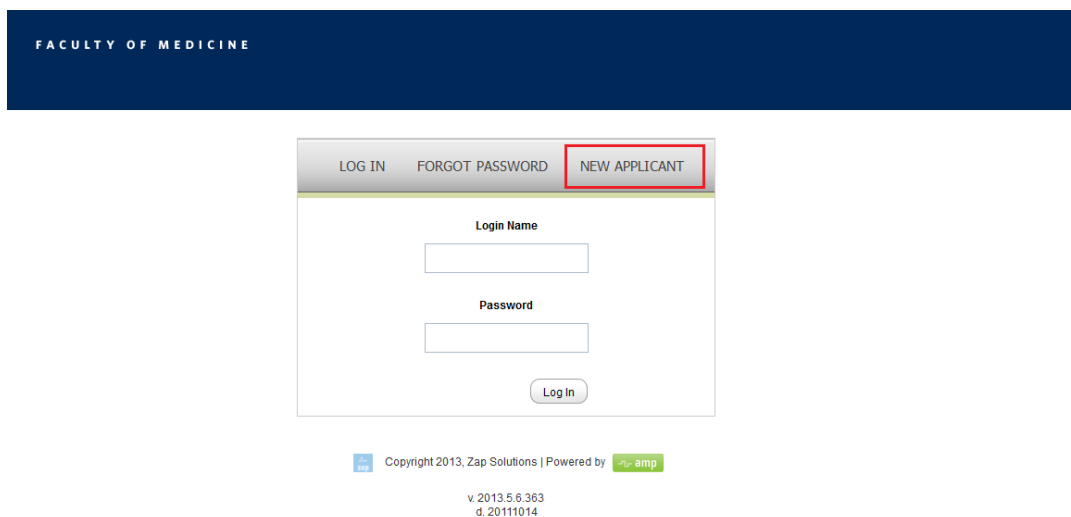 FACULTY OF MEDICINE
LOG IN FORGOT PASSWORD NEW APPLICANT
Login Name
Password
Log In
zap Copyright 2013, Zap Solutions | Powered by amp
v. 2013.5.6.363
d. 20111014